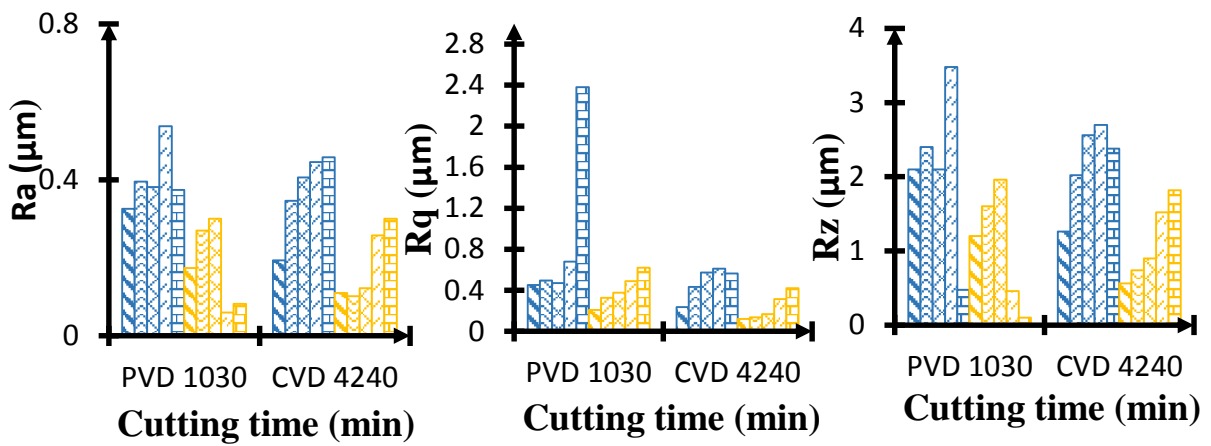 Ra (μm)
0.8
0.4
0
PVD 1030 CVD 4240
Cutting time (min)
Rq (μm)
2.8
2.4
2
1.6
1.2
0.8
0.4
0
PVD 1030 CVD 4240
Cutting time (min)
Rz (μm)
4
3
2
1
0
PVD 1030 CVD 4240
Cutting time (min)